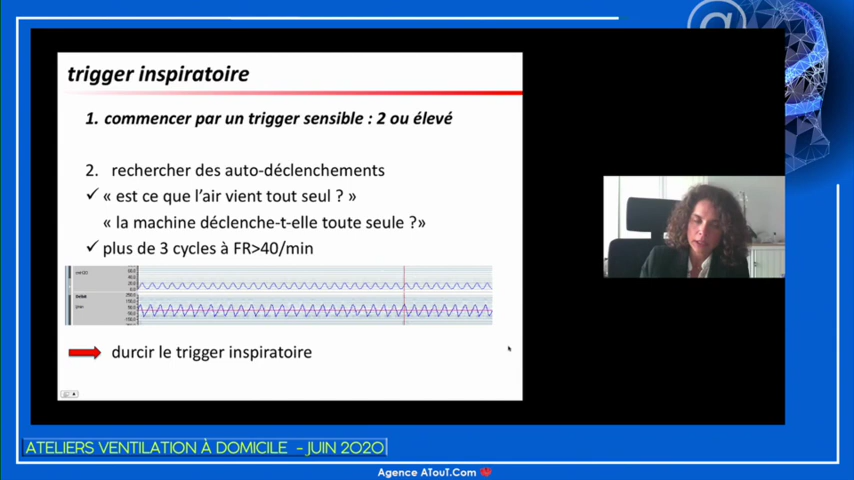 trigger inspiratoire
1. commencer par un trigger sensible : 2 ou élevé
2. rechercher des auto-déclenchements
✓ « est ce que l’air vient tout seul ? »
« la machine déclenche-t-elle toute seule ?»
✓ plus de 3 cycles à FR>40/min
durcir le trigger inspiratoire
ATELIERS VENTILATION À DOMICILE - JUIN 2020
Agence ATouT.Com